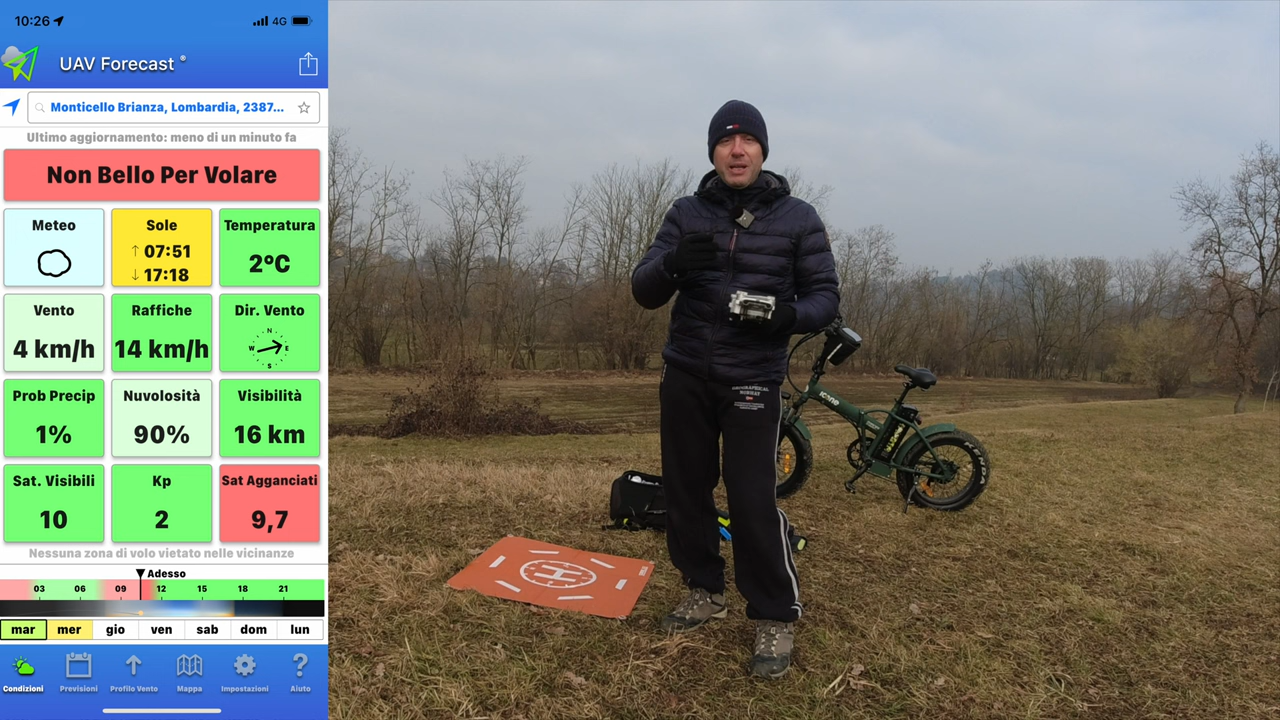 10:26
4G
UAV Forecast ®
Monticello Brianza, Lombardia, 2387...
Ultimo aggiornamento: meno di un minuto fa
Non Bello Per Volare
Meteo
Sole
↑ 07:51
↓ 17:18
Temperatura
2°C
Vento
4 km/h
Raffiche
14 km/h
Dir. Vento
N
W E
S
Prob Precip
1%
Nuvolosità
90%
Visibilità
16 km
Sat. Visibili
10
Kp
2
Sat Agganciati
9,7
Nessuna zona di volo vietato nelle vicinanze
Adesso
03 06 09 12 15 18 21
mar mer gio ven sab dom lun
Condizioni Previsioni Profilo Vento Mappa Impostazioni Aiuto
GEOGRAPHICAL
NORWAY
icone
KENDA
H